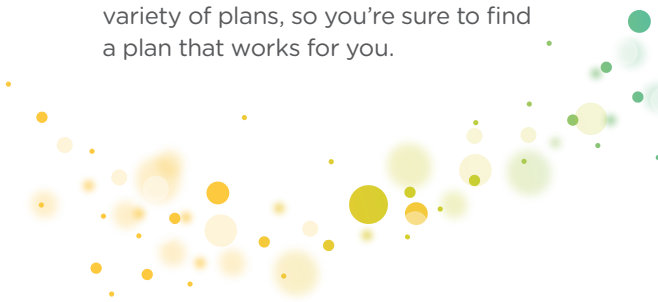 variety of plans, so you’re sure to find
a plan that works for you.